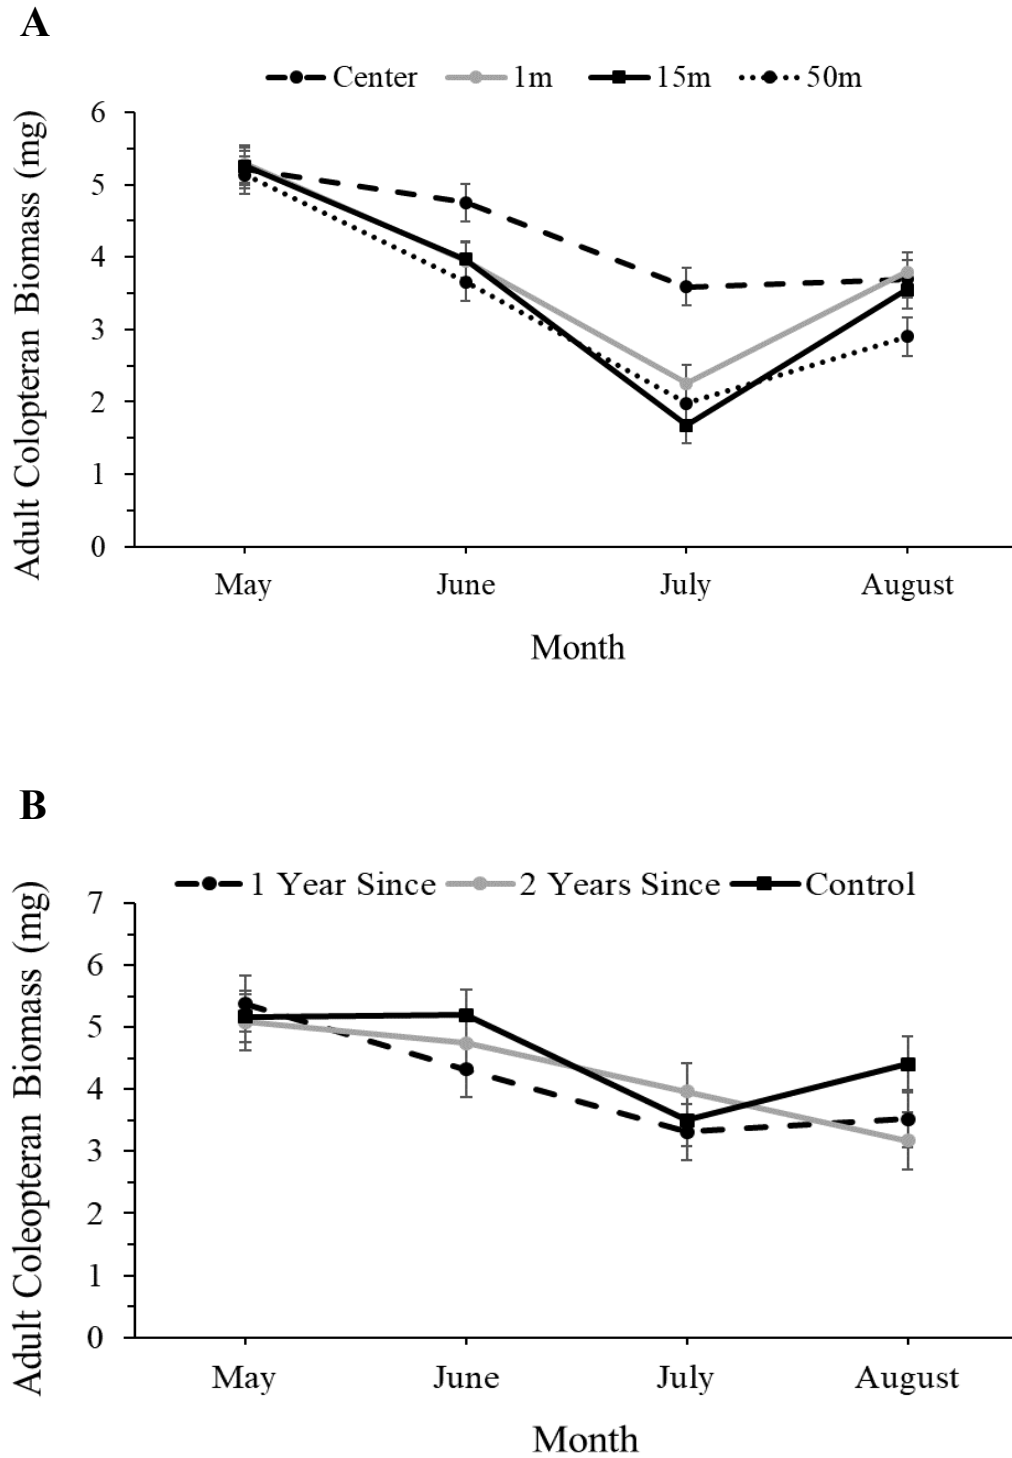 A
Center 1m 15m 50m
Adult Colopteran Biomass (mg)
6
5
4
3
2
1
0
May June July August
Month
B
1 Year Since 2 Years Since Control
Adult Coleopteran Biomass (mg)
7
6
5
4
3
2
1
0
May June July August
Month